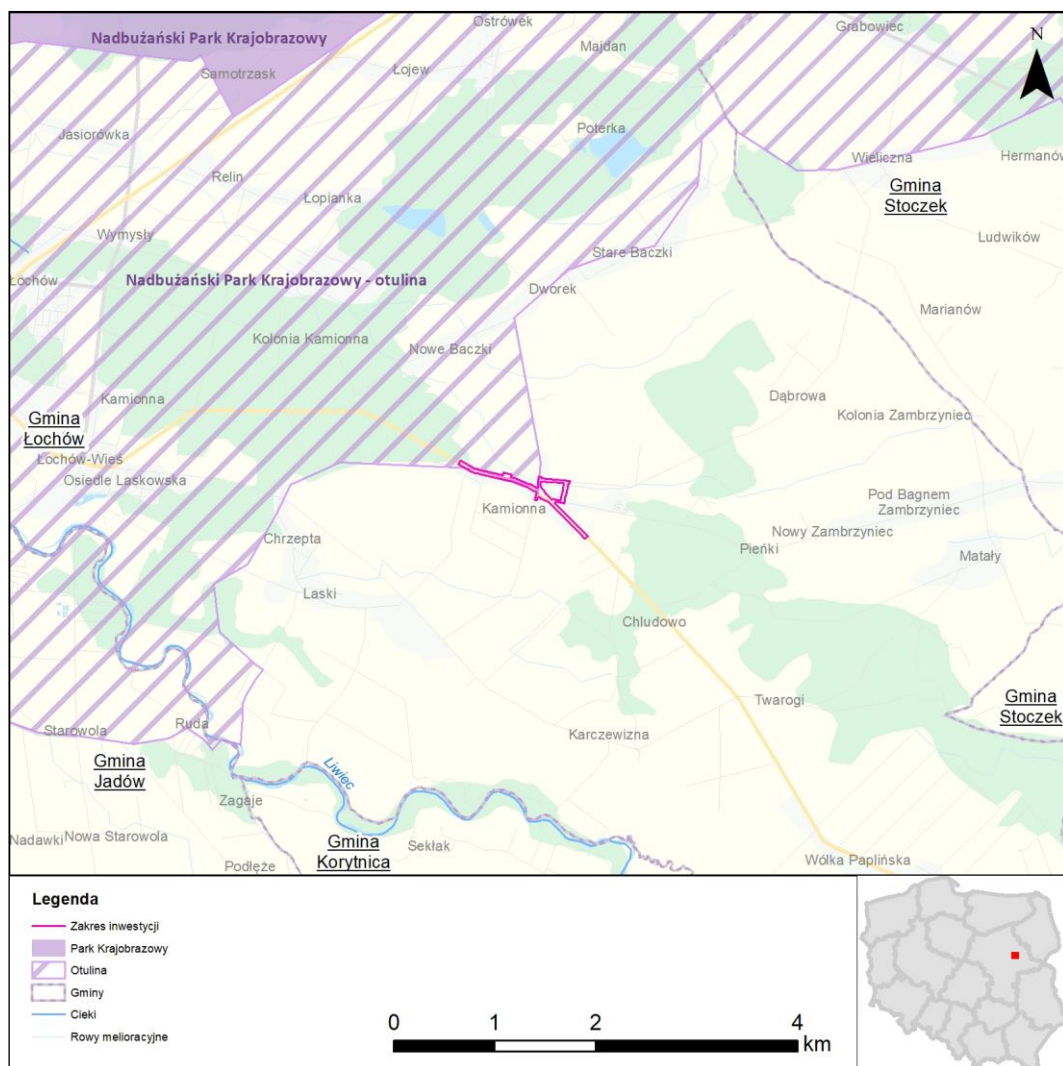 Ostrówek
Nadbużański Park Krajobrazowy
Majdan
Grabowiec
N
Samotrzask
Łojew
Jasiorówka
Poterka
Wieliczna
Hermanów
Relin
Gmina
Stoczek
Łopianka
Wymysły
Ludwików
Stare Baczki
Łochów
Nadbużański Park Krajobrazowy - otulina
Dworek
Marianów
Kolonia Kamionna
Nowe Baczki
Dąbrowa
Kamionna
Kolonia Zambrzyniec
Gmina
Łochów
Łochów-Wieś
Osiedle Laskowska
Pod Bagnem
Zambrzyniec
Kamionna
Nowy Zambrzyniec
Chrzepta
Pieńki
Matały
Laski
Chludowo
Twarogi
Gmina
Stoczek
Starowola
Ruda
Karczewizna
Gmina
Jadów
Liwiec
Zagaje
Nadawki
Nowa Starowola
Gmina
Korytnica
Sekłak
Podłęże
Wólka Paplińska
Legenda
Zakres inwestycji
Park Krajobrazowy
Otulina
Gminy
Cieki
Rowy melioracyjne
0 1 2 4
km